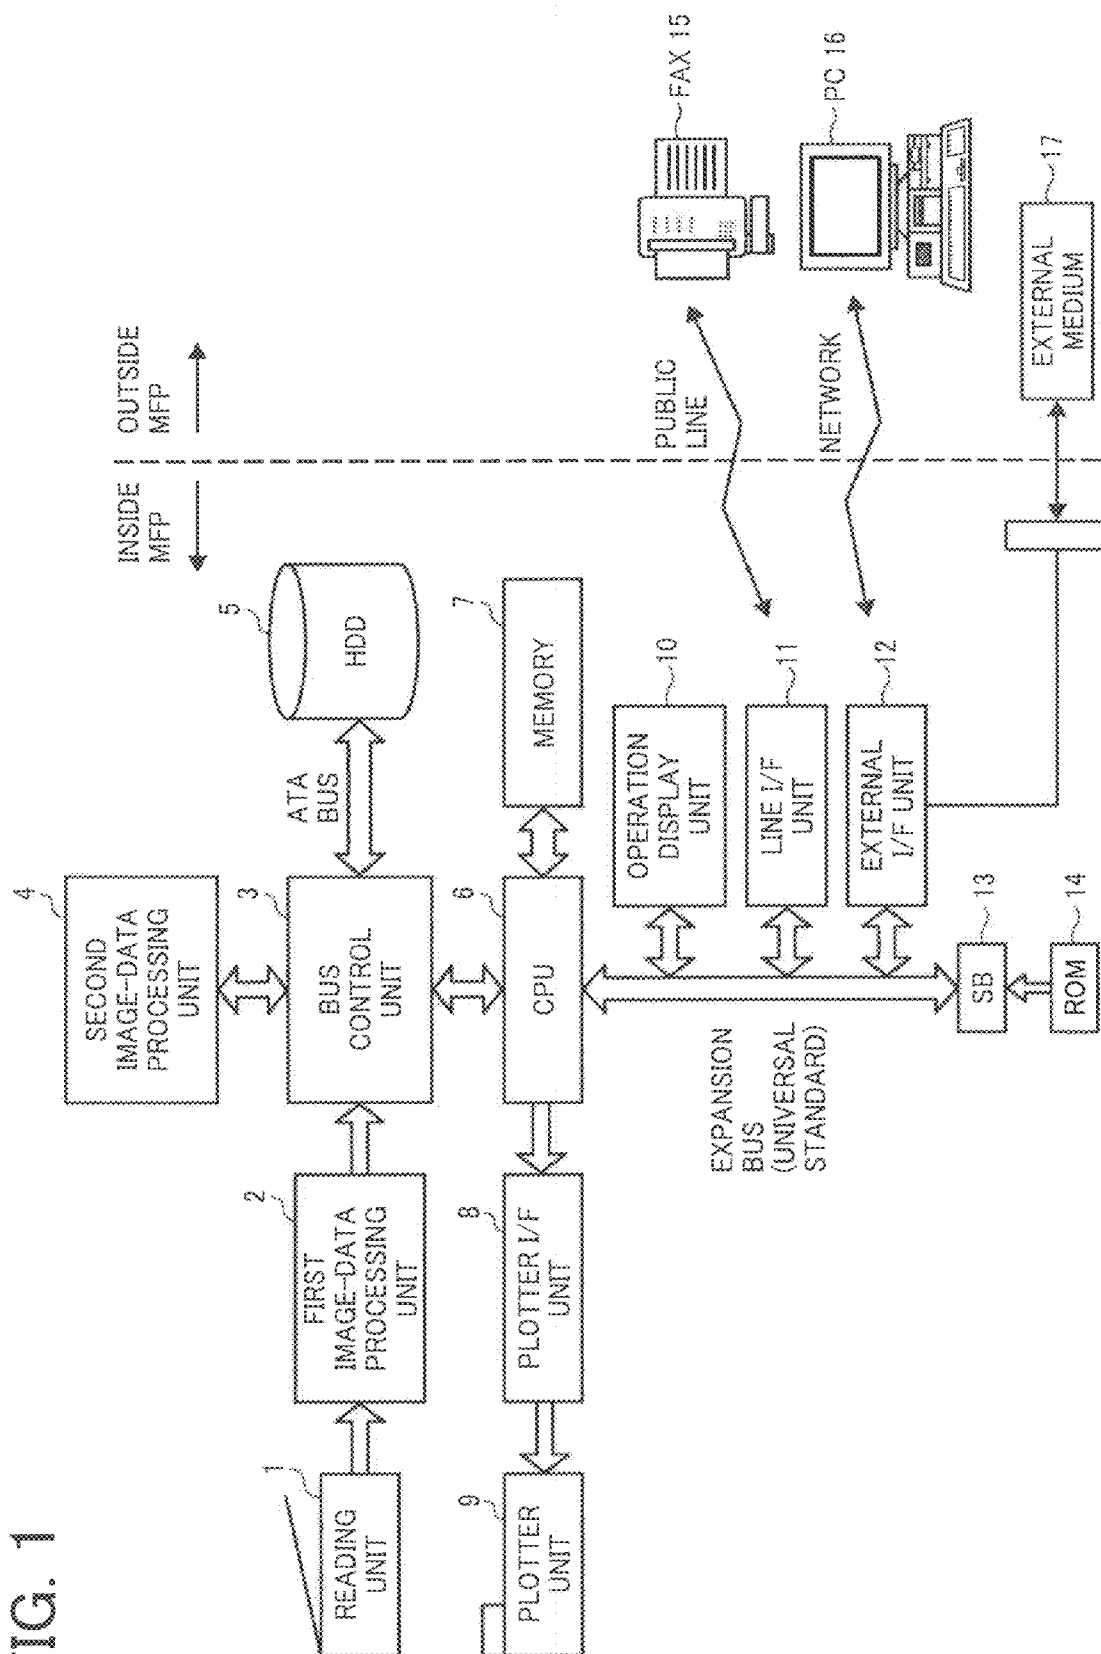 FIG. 1
OUTSIDE
MFP
INSIDE
MFP
4
SECOND
IMAGE-DATA
PROCESSING
UNIT
1
READING
UNIT
2
FIRST
IMAGE-DATA
PROCESSING
UNIT
3
BUS
CONTROL
UNIT
ATA
BUS
5
HDD
9
PLOTTER
UNIT
8
PLOTTER I/F
UNIT
6
CPU
7
MEMORY
EXPANSION
BUS
(UNIVERSAL
STANDARD)
OPERATION
DISPLAY
UNIT
10
LINE I/F
UNIT
11
EXTERNAL
I/F UNIT
12
SB
13
ROM
14
PUBLIC
LINE
FAX 15
NETWORK
PC 16
EXTERNAL
MEDIUM
17